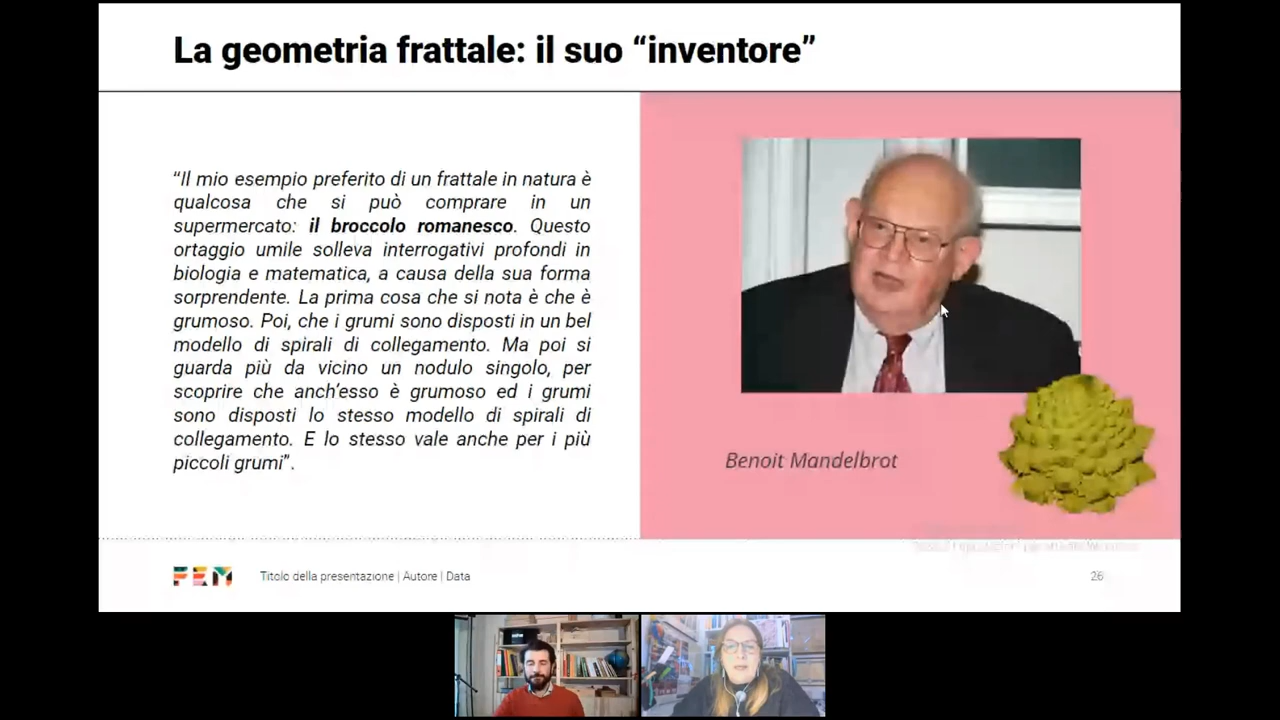 La geometria frattale: il suo “inventore”
“Il mio esempio preferito di un frattale in natura è
qualcosa che si può comprare in un
supermercato: il broccolo romanesco. Questo
ortaggio umile solleva interrogativi profondi in
biologia e matematica, a causa della sua forma
sorprendente. La prima cosa che si nota è che è
grumoso. Poi, che i grumi sono disposti in un bel
modello di spirali di collegamento. Ma poi si
guarda più da vicino un nodulo singolo, per
scoprire che anch’esso è grumoso ed i grumi
sono disposti lo stesso modello di spirali di
collegamento. E lo stesso vale anche per i più
piccoli grumi”.
Benoit Mandelbrot
FEM
Titolo della presentazione | Autore | Data
26